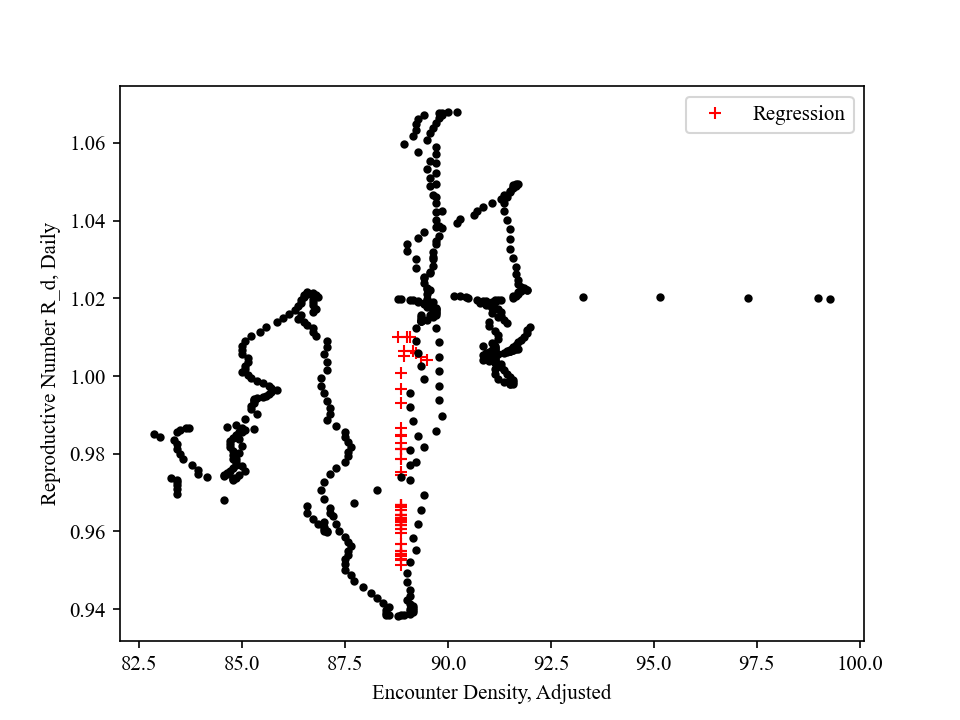 Regression
1.06
1.04
1.02
1.00
0.98
0.96
0.94
Reproductive Number R_d, Daily
82.5 85.0 87.5 90.0 92.5 95.0 97.5 100.0
Encounter Density, Adjusted